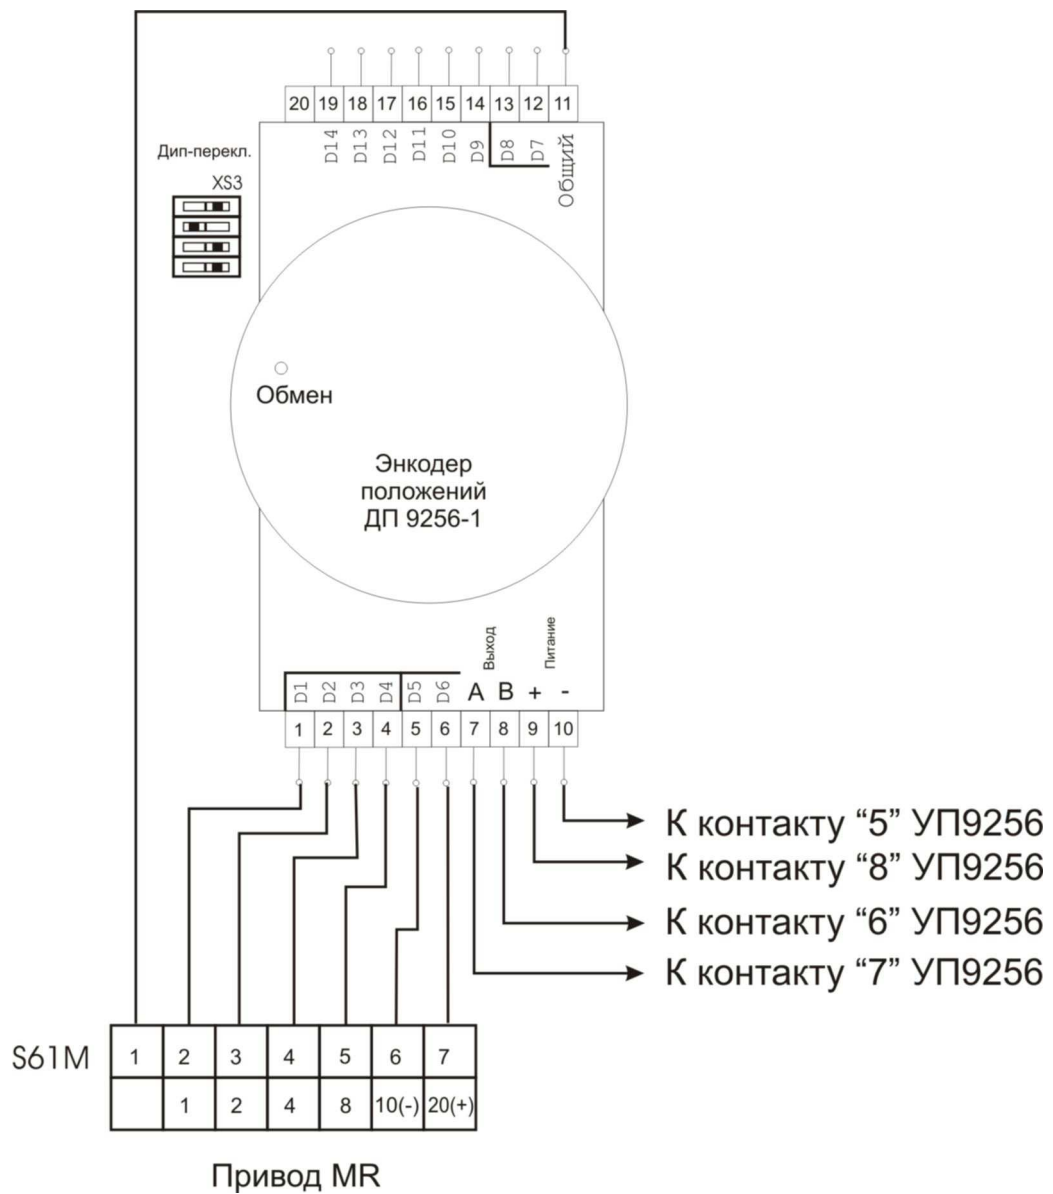 20 19 18 17 16 15 14 13 12 11
D14 D13 D12 D11 D10 D9 D8 D7 Общий
Дип-перекл.
XS3
Обмен
Энкодер
положений
ДП 9256-1
Выход
Питание
D1 D2 D3 D4 D5 D6 A B + -
1 2 3 4 5 6 7 8 9 10
К контакту “5” УП9256
К контакту “8” УП9256
К контакту “6” УП9256
К контакту “7” УП9256
S61M 1 2 3 4 5 6 7
1 2 4 8 10(-) 20(+)
Привод MR